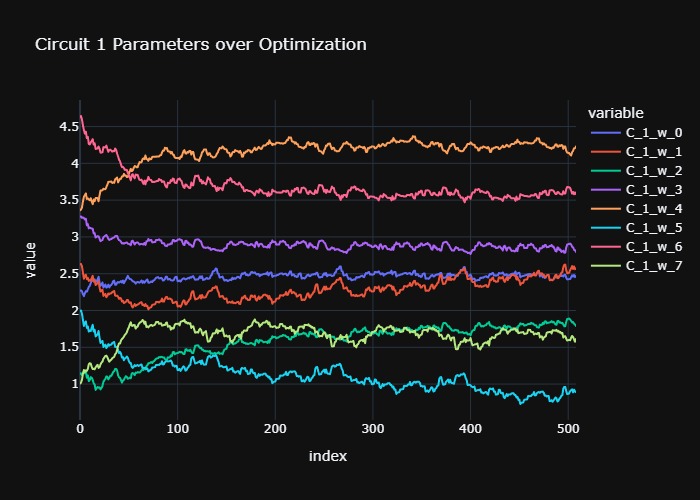 Circuit 1 Parameters over Optimization
variable
C_1_w_0
C_1_w_1
C_1_w_2
C_1_w_3
C_1_w_4
C_1_w_5
C_1_w_6
C_1_w_7
value
4.5
4
3.5
3
2.5
2
1.5
1
0 100 200 300 400 500
index